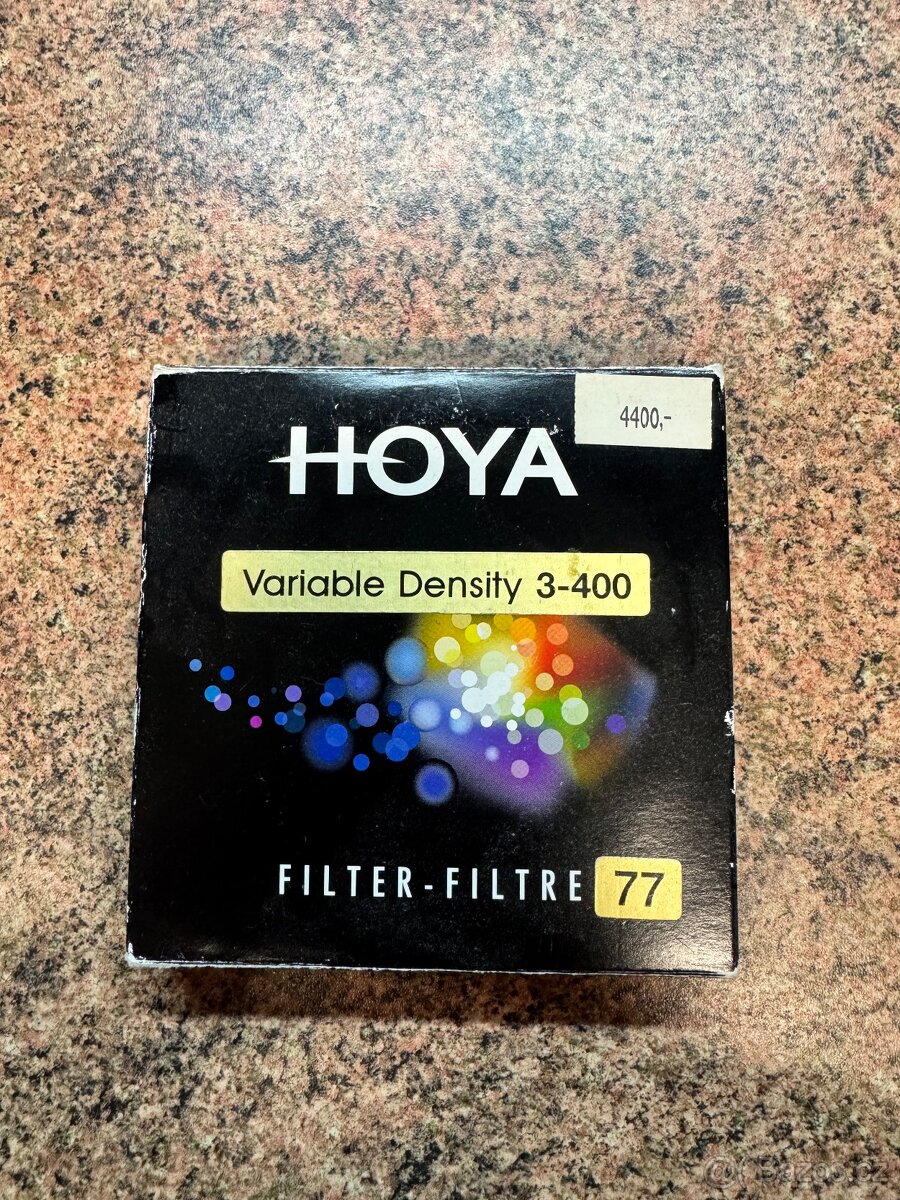 4400,-
HOYA
Variable Density 3-400
FILTER-FILTRE 77
Bazos.cz